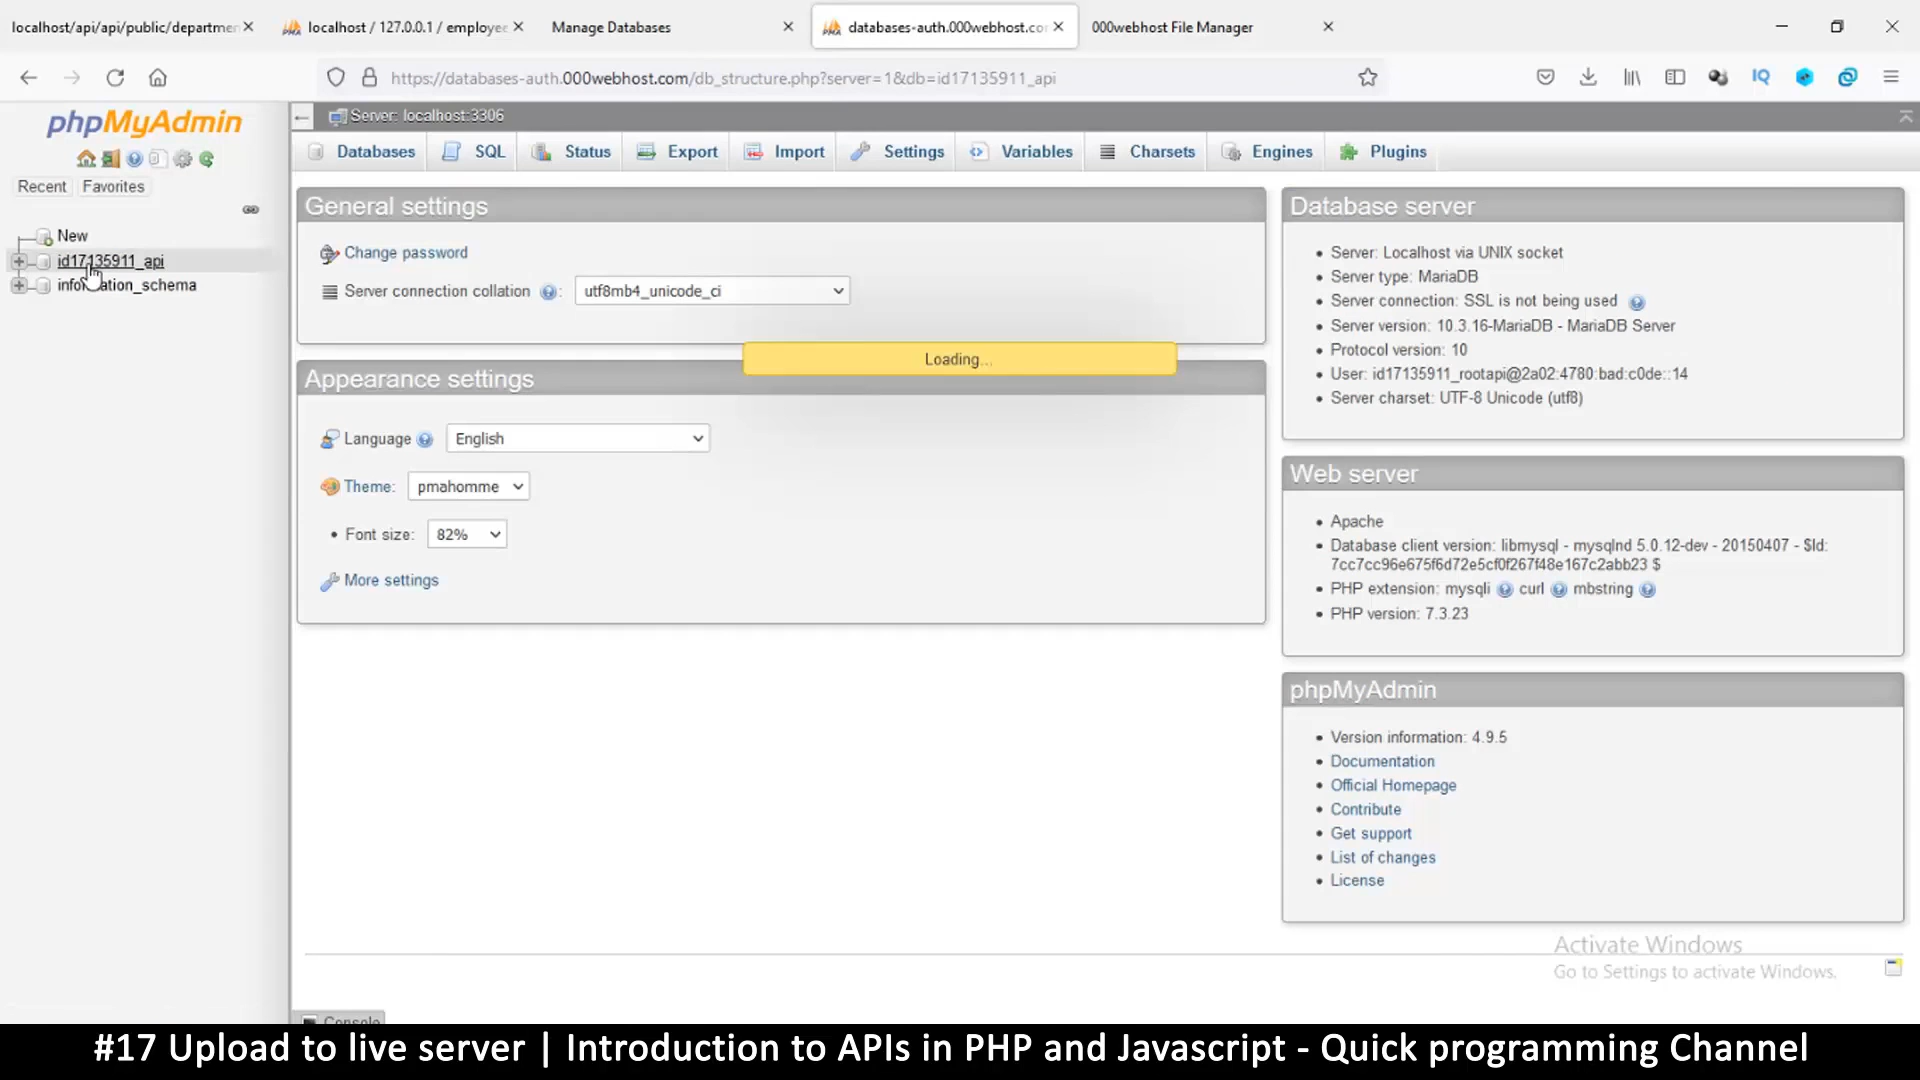 localhost/api/api/public/departme
localhost / 127.0.0.1 / employee
Manage Databases
databases-auth.000webhost.co
000webhost File Manager
https://databases-auth.000webhost.com/db_structure.php?server=1&db=id17135911_api
IQ
phpMyAdmin
Recent
Favorites
New
id17135911_api
information_schema
Server: localhost:3306
Databases
SQL
Status
Export
Import
Settings
Variables
Charsets
Engines
Plugins
General settings
Change password
Server connection collation
:
utf8mb4_unicode_ci
Loading...
Appearance settings
Language
English
Theme:
pmahomme
• Font size:
82%
More settings
Database server
• Server: Localhost via UNIX socket
• Server type: MariaDB
• Server connection: SSL is not being used
• Server version: 10.3.16-MariaDB - MariaDB Server
• Protocol version: 10
• User: id17135911_rootapi@2a02:4780:bad:c0de::14
• Server charset: UTF-8 Unicode (utf8)
Web server
• Apache
• Database client version: libmysql - mysqlnd 5.0.12-dev - 20150407 - $Id:
7cc7cc96e675f6d72e5cf0f267f48e167c2abb23 $
• PHP extension: mysqli curl mbstring
• PHP version: 7.3.23
phpMyAdmin
• Version information: 4.9.5
• Documentation
• Official Homepage
• Contribute
• Get support
• List of changes
• License
Activate Windows
Go to Settings to activate Windows.
Console
#17 Upload to live server | Introduction to APIs in PHP and Javascript - Quick programming Channel